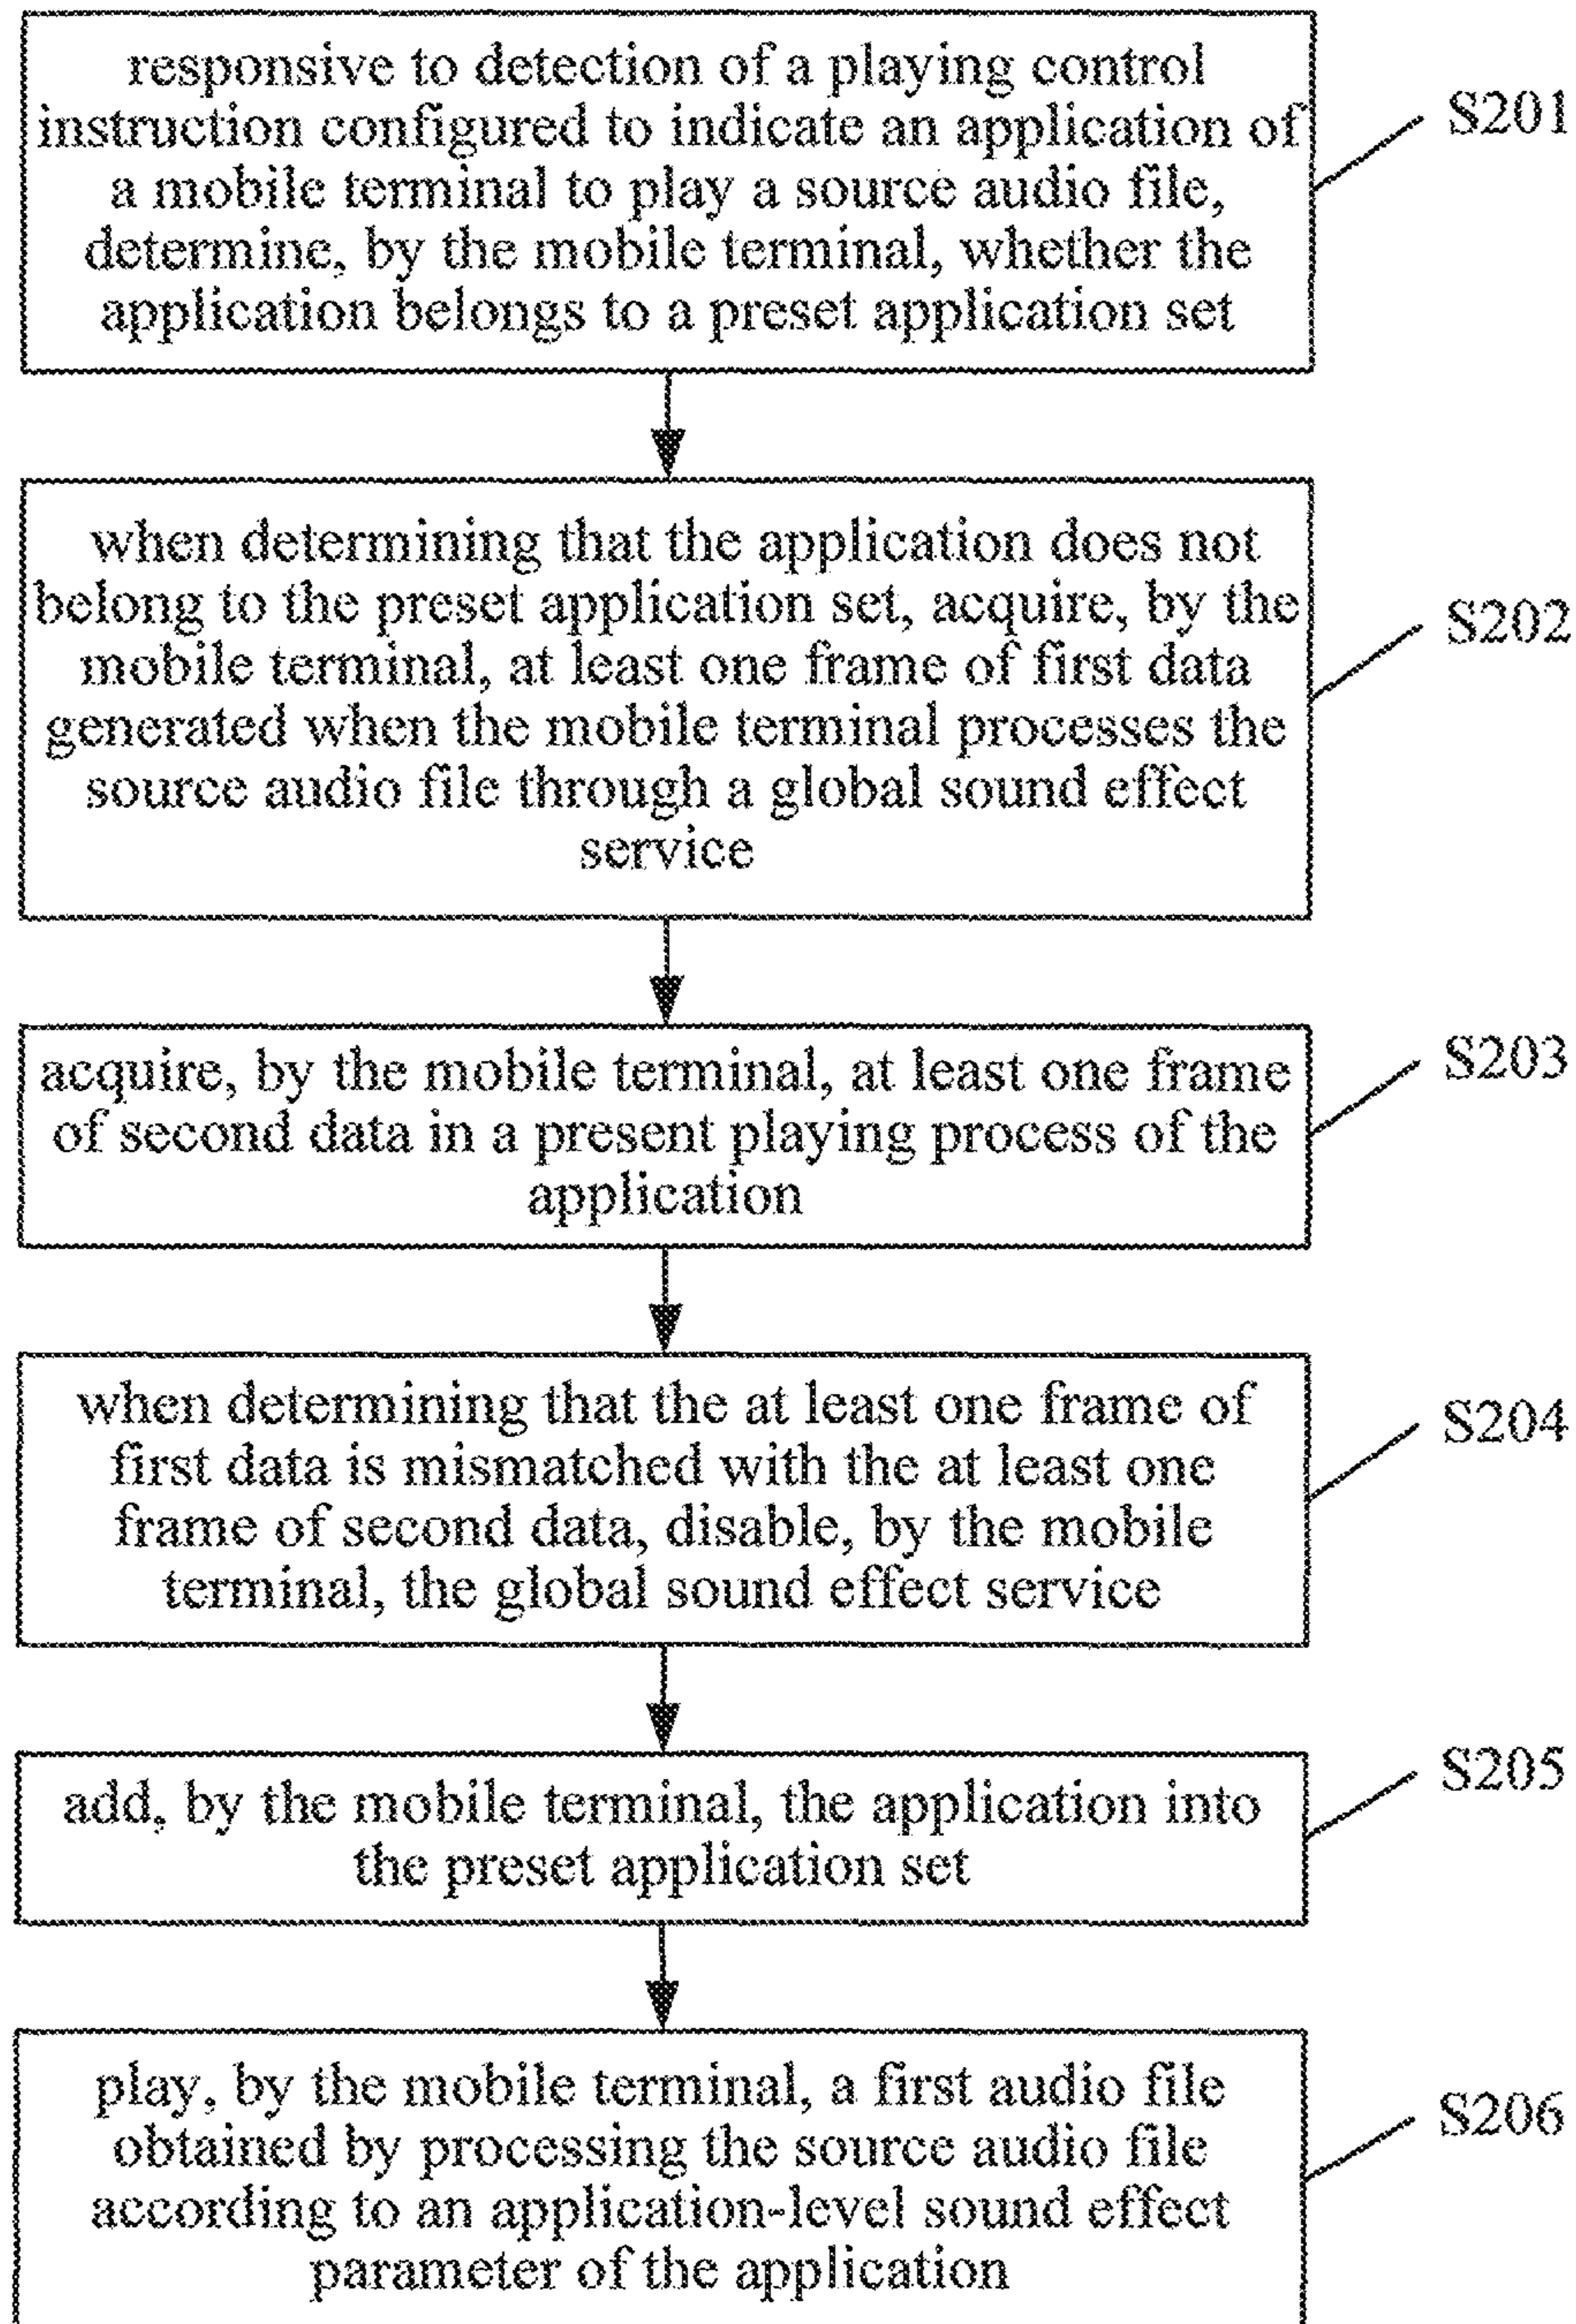 responsive to detection of a playing control
instruction configured to indicate an application of
a mobile terminal to play a source audio file,
determine, by the mobile terminal, whether the
application belongs to a preset application set
S201
when determining that the application does not
belong to the preset application set, acquire, by the
mobile terminal, at least one frame of first data
generated when the mobile terminal processes the
source audio file through a global sound effect
service
S202
acquire, by the mobile terminal, at least one frame
of second data in a present playing process of the
application
S203
when determining that the at least one frame of
first data is mismatched with the at least one
frame of second data, disable, by the mobile
terminal, the global sound effect service
S204
add, by the mobile terminal, the application into
the preset application set
S205
play, by the mobile terminal, a first audio file
obtained by processing the source audio file
according to an application-level sound effect
parameter of the application
S206